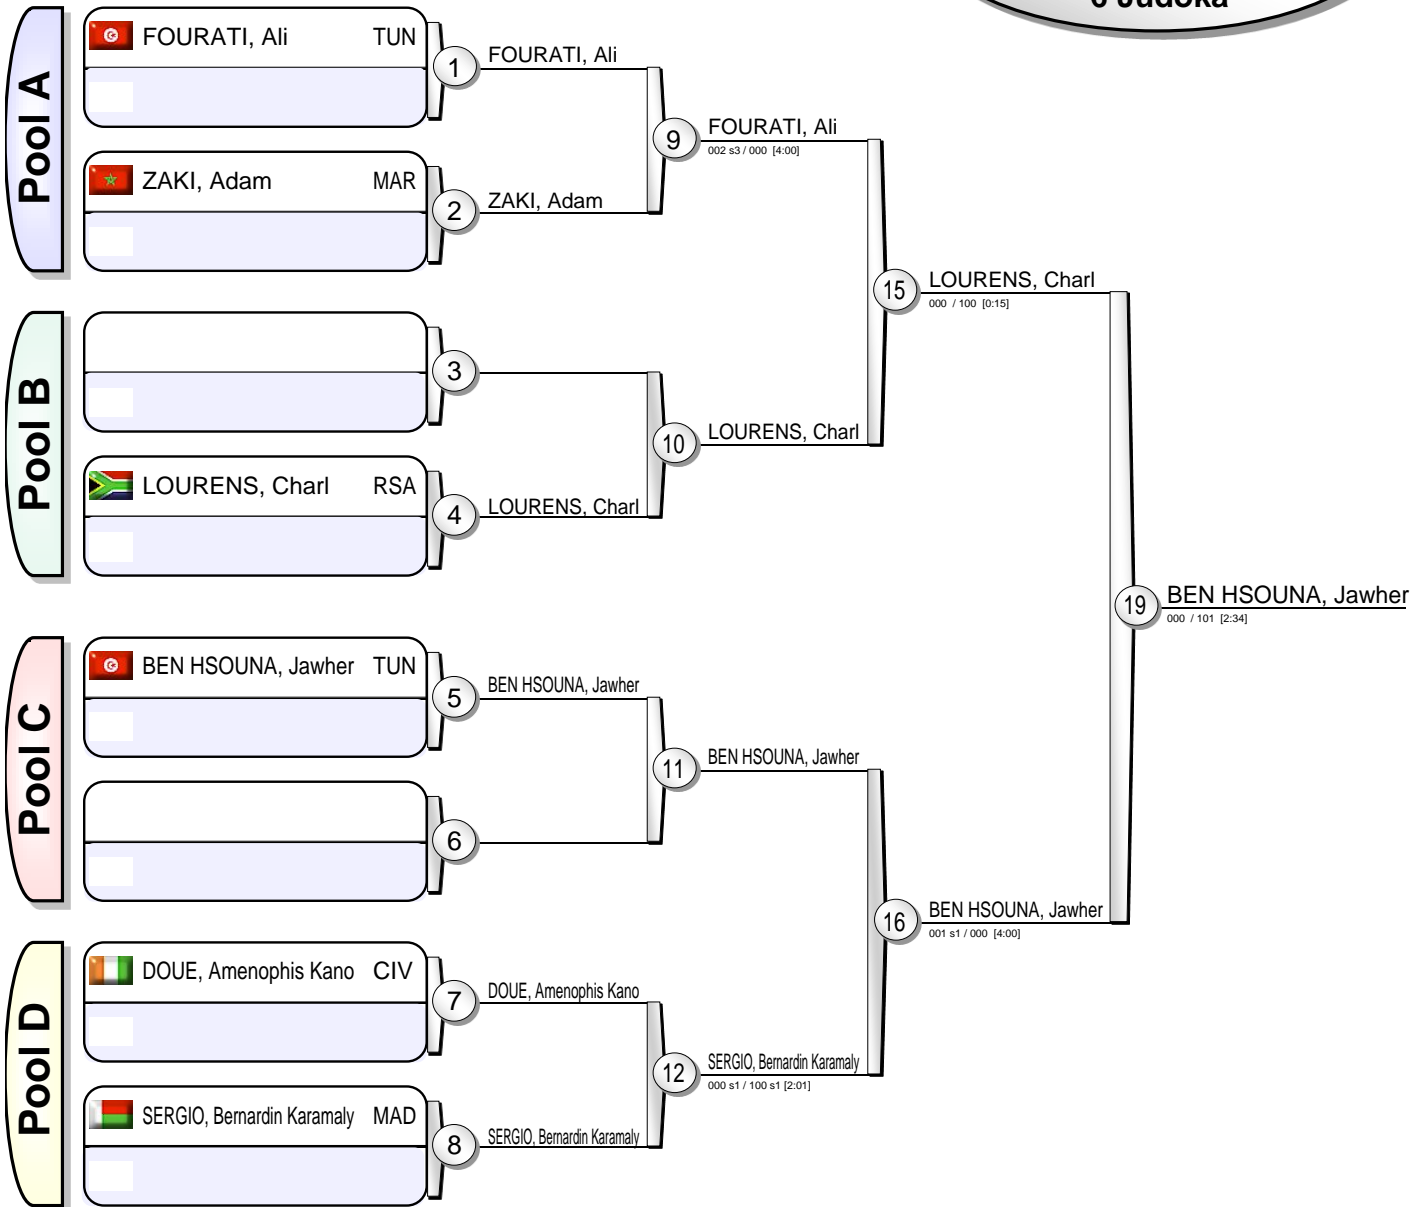 6 Judoka
Pool A
FOURATI, Ali TUN
1
FOURATI, Ali
ZAKI, Adam MAR
2
ZAKI, Adam
9
FOURATI, Ali
002 s3 / 000 [4:00]
Pool B
3
LOURENS, Charl RSA
4
LOURENS, Charl
10
LOURENS, Charl
15
LOURENS, Charl
000 / 100 [0:15]
Pool C
BEN HSOUNA, Jawher TUN
5
BEN HSOUNA, Jawher
6
11
BEN HSOUNA, Jawher
Pool D
DOUE, Amenophis Kano CIV
7
DOUE, Amenophis Kano
SERGIO, Bernardin Karamaly MAD
8
SERGIO, Bernardin Karamaly
12
SERGIO, Bernardin Karamaly
000 s1 / 100 s1 [2:01]
16
BEN HSOUNA, Jawher
001 s1 / 000 [4:00]
19
BEN HSOUNA, Jawher
000 / 101 [2:34]